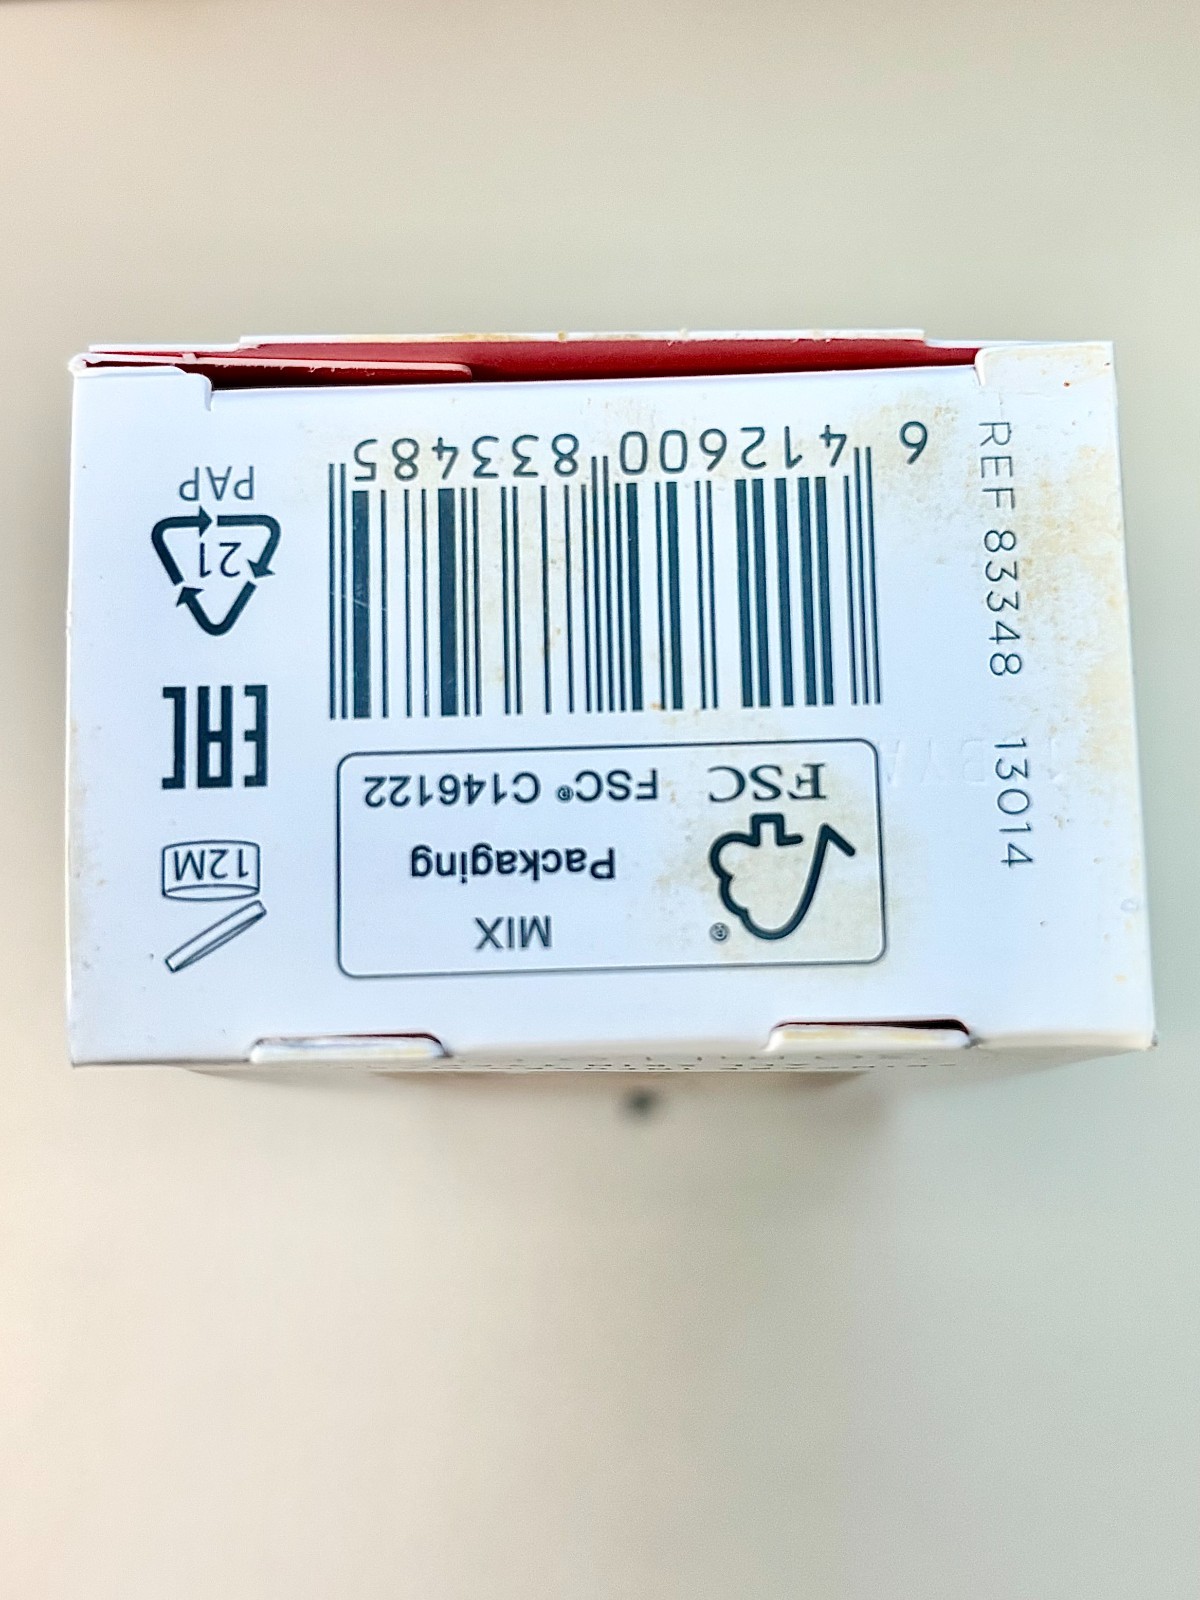 12M
EAC
21
PAP
MIX
Packaging
FSC® C146122
®
FSC
6 412600 833485
REF 83348 13014